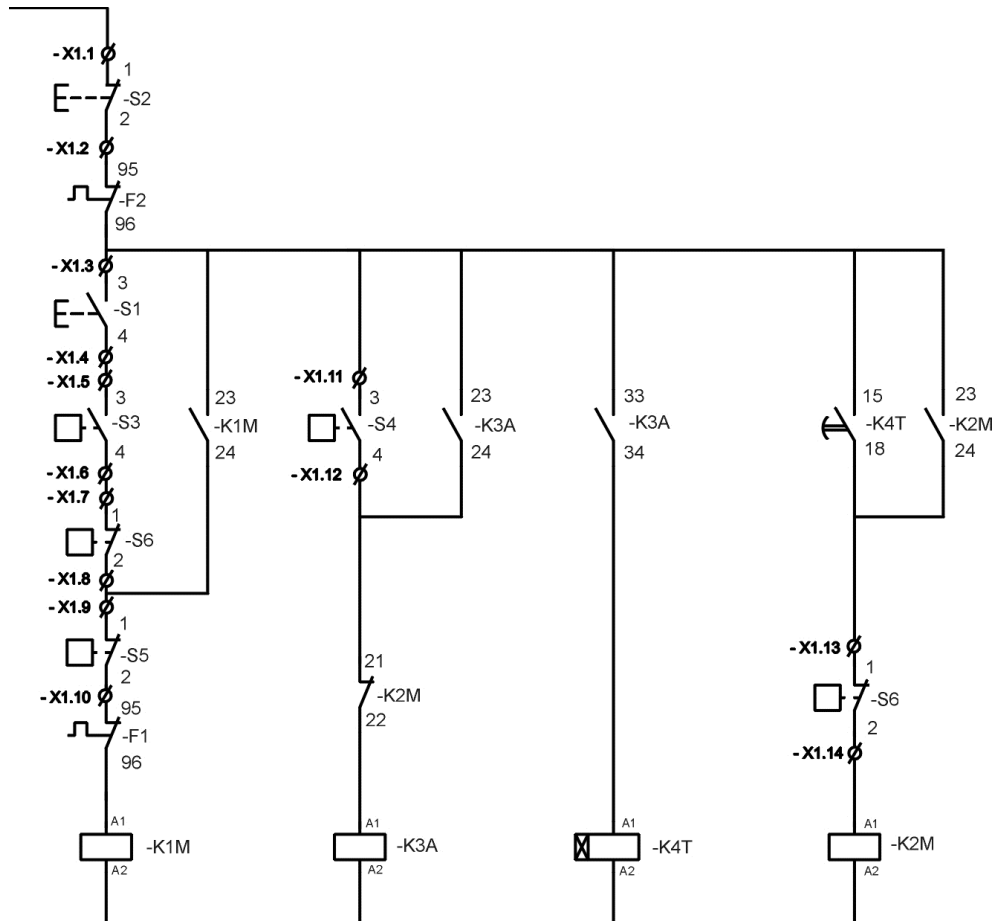 -X1.1
1
-S2
2
-X1.2
95
-F2
96
-X1.3
3
-S1
4
-X1.4
-X1.5
3
-S3
4
-X1.6
-X1.7
1
-S6
2
-X1.8
-X1.9
1
-S5
2
-X1.10
95
-F1
96
A1
-K1M
A2
23
-K1M
24
-X1.11
3
-S4
4
-X1.12
23
-K3A
24
21
-K2M
22
A1
-K3A
A2
33
-K3A
34
A1
-K4T
A2
15
-K4T
18
23
-K2M
24
-X1.13
1
-S6
2
-X1.14
A1
-K2M
A2